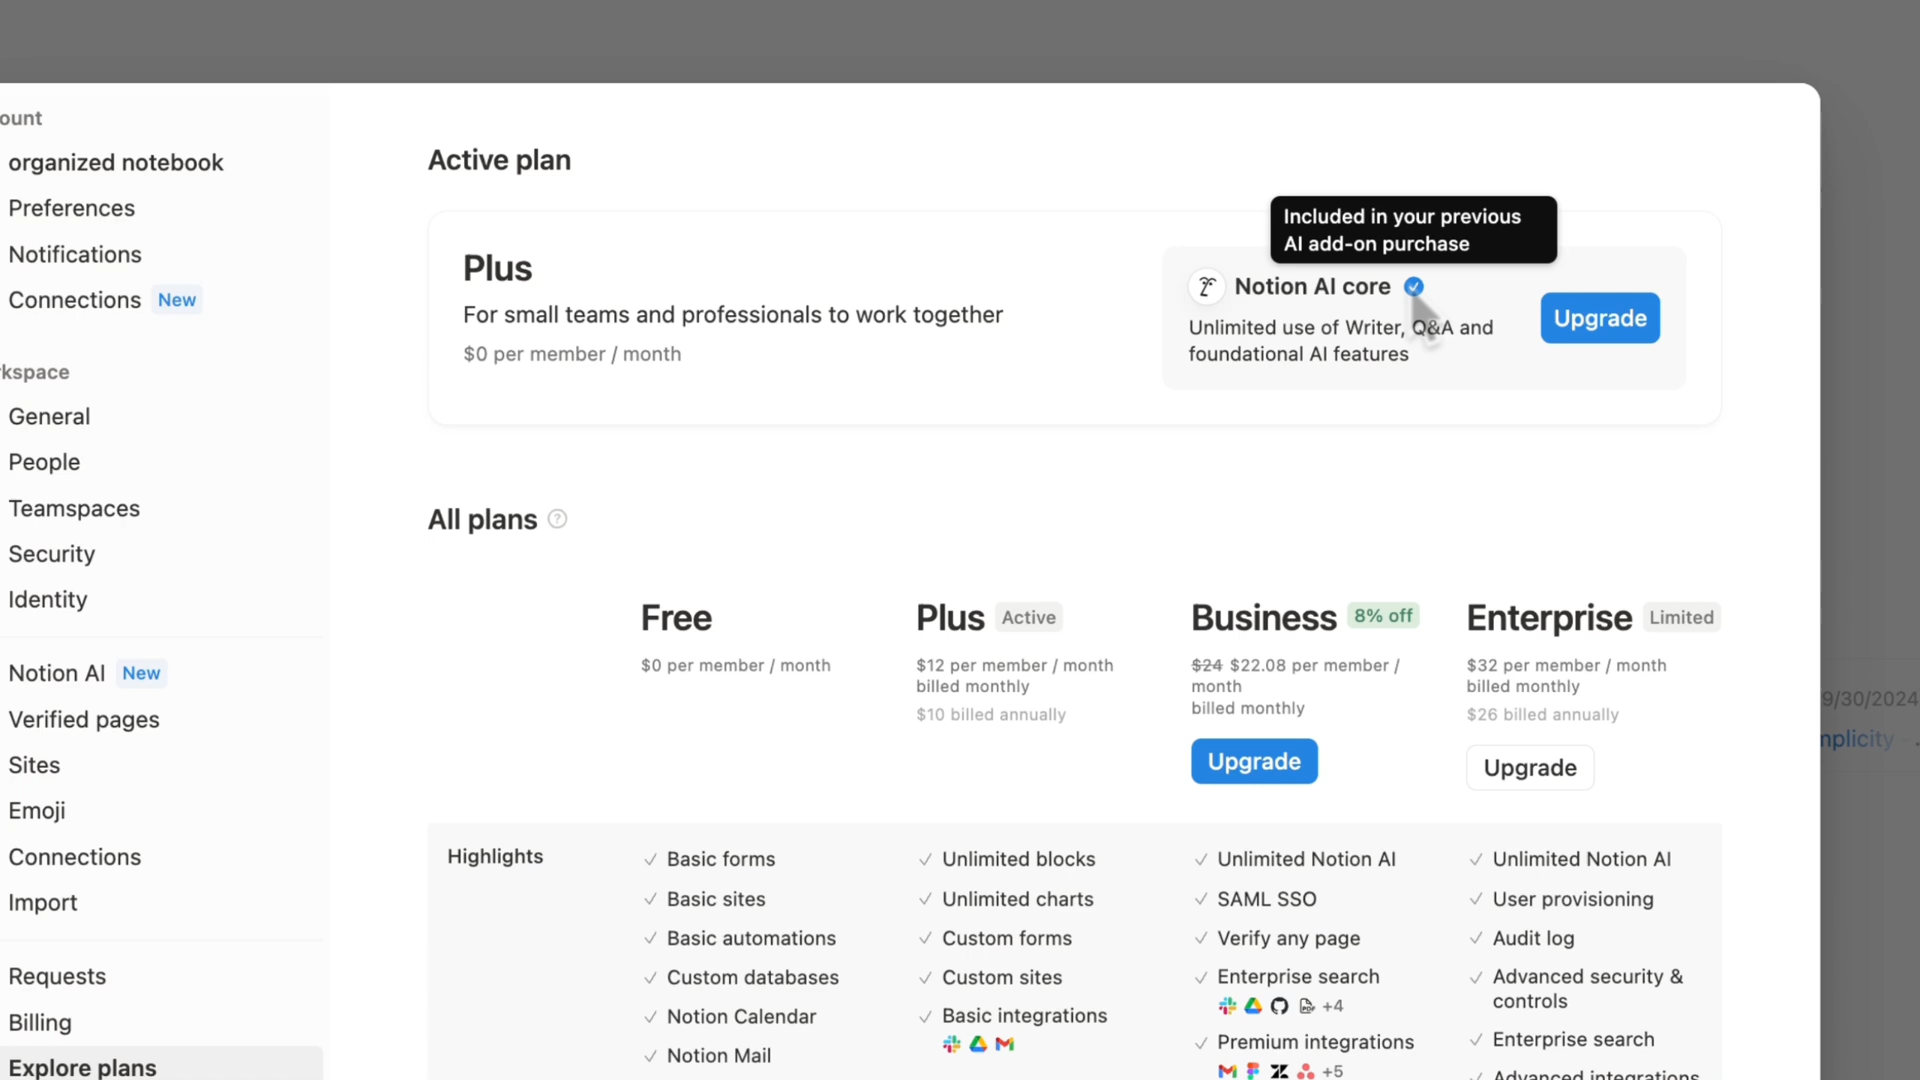 ount
organized notebook
Preferences
Notifications
Connections New
kspace
General
People
Teamspaces
Security
Identity
Notion AI New
Verified pages
Sites
Emoji
Connections
Import
Requests
Billing
Explore plans
Active plan
Plus
For small teams and professionals to work together
$0 per member / month
Included in your previous
AI add-on purchase
Notion AI core
Unlimited use of Writer, Q&A and
foundational AI features
Upgrade
All plans ?
Free
$0 per member / month
Plus Active
$12 per member / month
billed monthly
$10 billed annually
Business 8% off
$24 $22.08 per member /
month
billed monthly
Upgrade
Enterprise Limited
$32 per member / month
billed monthly
$26 billed annually
Upgrade
Highlights
Basic forms
Basic sites
Basic automations
Custom databases
Notion Calendar
Notion Mail
Unlimited blocks
Unlimited charts
Custom forms
Custom sites
Basic integrations
Unlimited Notion AI
SAML SSO
Verify any page
Enterprise search
PDF +4
Premium integrations
+5
Unlimited Notion AI
User provisioning
Audit log
Advanced security &
controls
Enterprise search
Advanced integrations
9/30/2024
mplicity